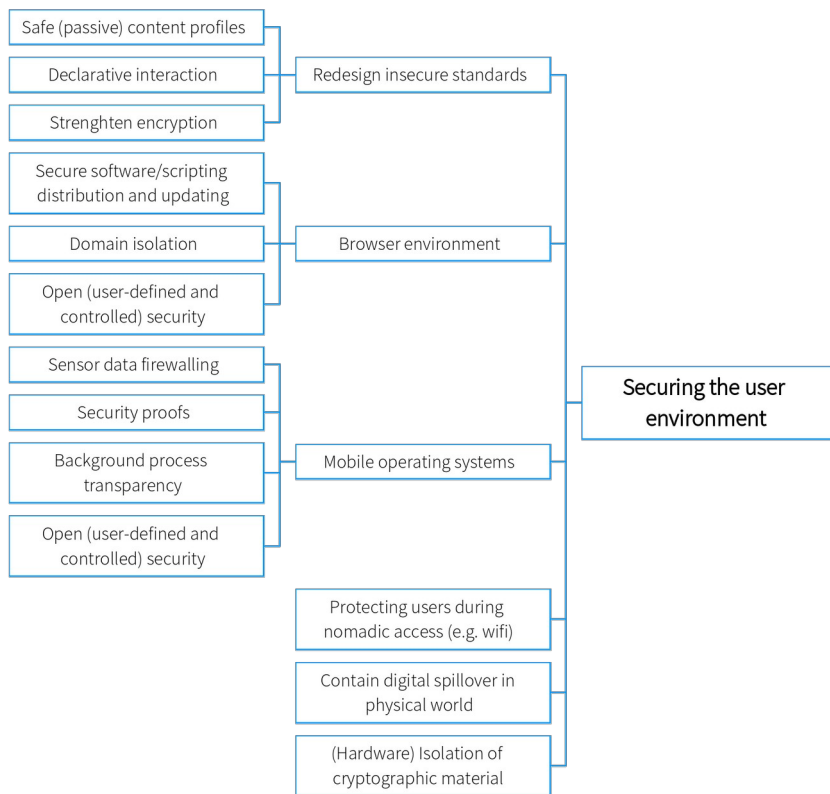 Safe (passive) content profiles
Declarative interaction
Strenghten encryption
Redesign insecure standards
Secure software/scripting
distribution and updating
Domain isolation
Open (user-defined and
controlled) security
Browser environment
Sensor data firewalling
Security proofs
Background process
transparency
Open (user-defined and
controlled) security
Mobile operating systems
Protecting users during
nomadic access (e.g. wifi)
Contain digital spillover in
physical world
(Hardware) Isolation of
cryptographic material
Securing the user
environment